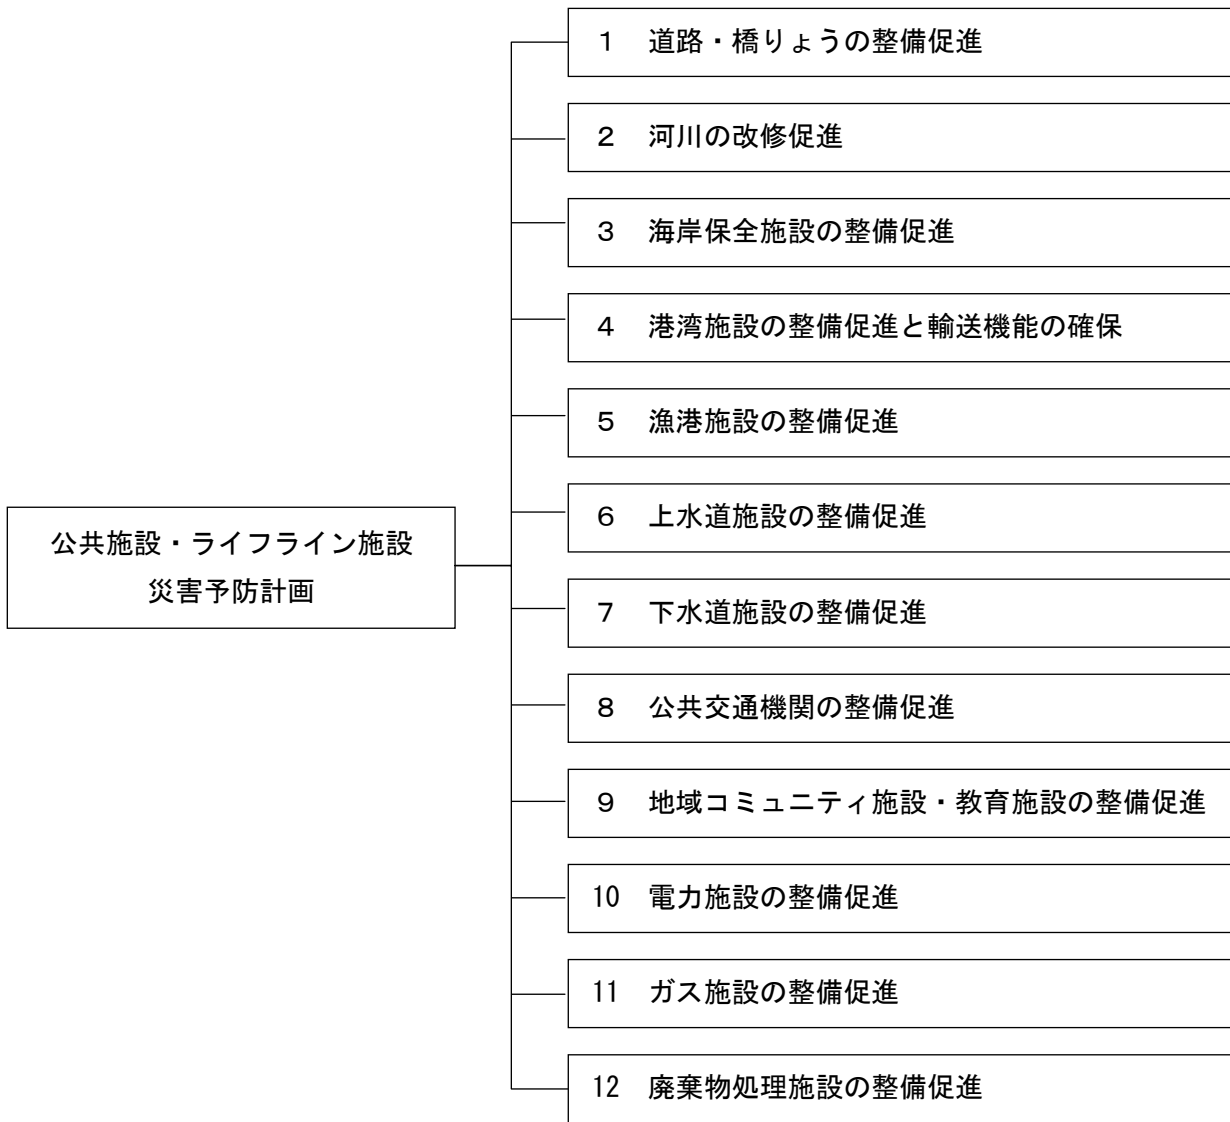 1 道路・橋りょうの整備促進
2 河川の改修促進
3 海岸保全施設の整備促進
4 港湾施設の整備促進と輸送機能の確保
5 漁港施設の整備促進
6 上水道施設の整備促進
公共施設・ライフライン施設
災害予防計画
7 下水道施設の整備促進
8 公共交通機関の整備促進
9 地域コミュニティ施設・教育施設の整備促進
10 電力施設の整備促進
11 ガス施設の整備促進
12 廃棄物処理施設の整備促進